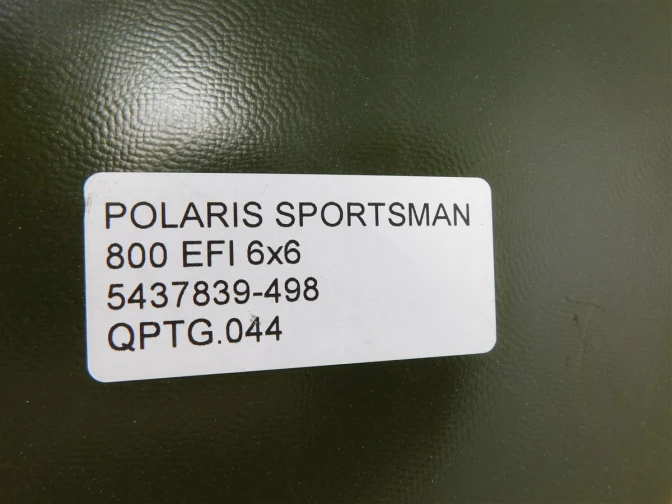 POLARIS SPORTSMAN
800 EFI 6x6
5437839-498
QPTG.044